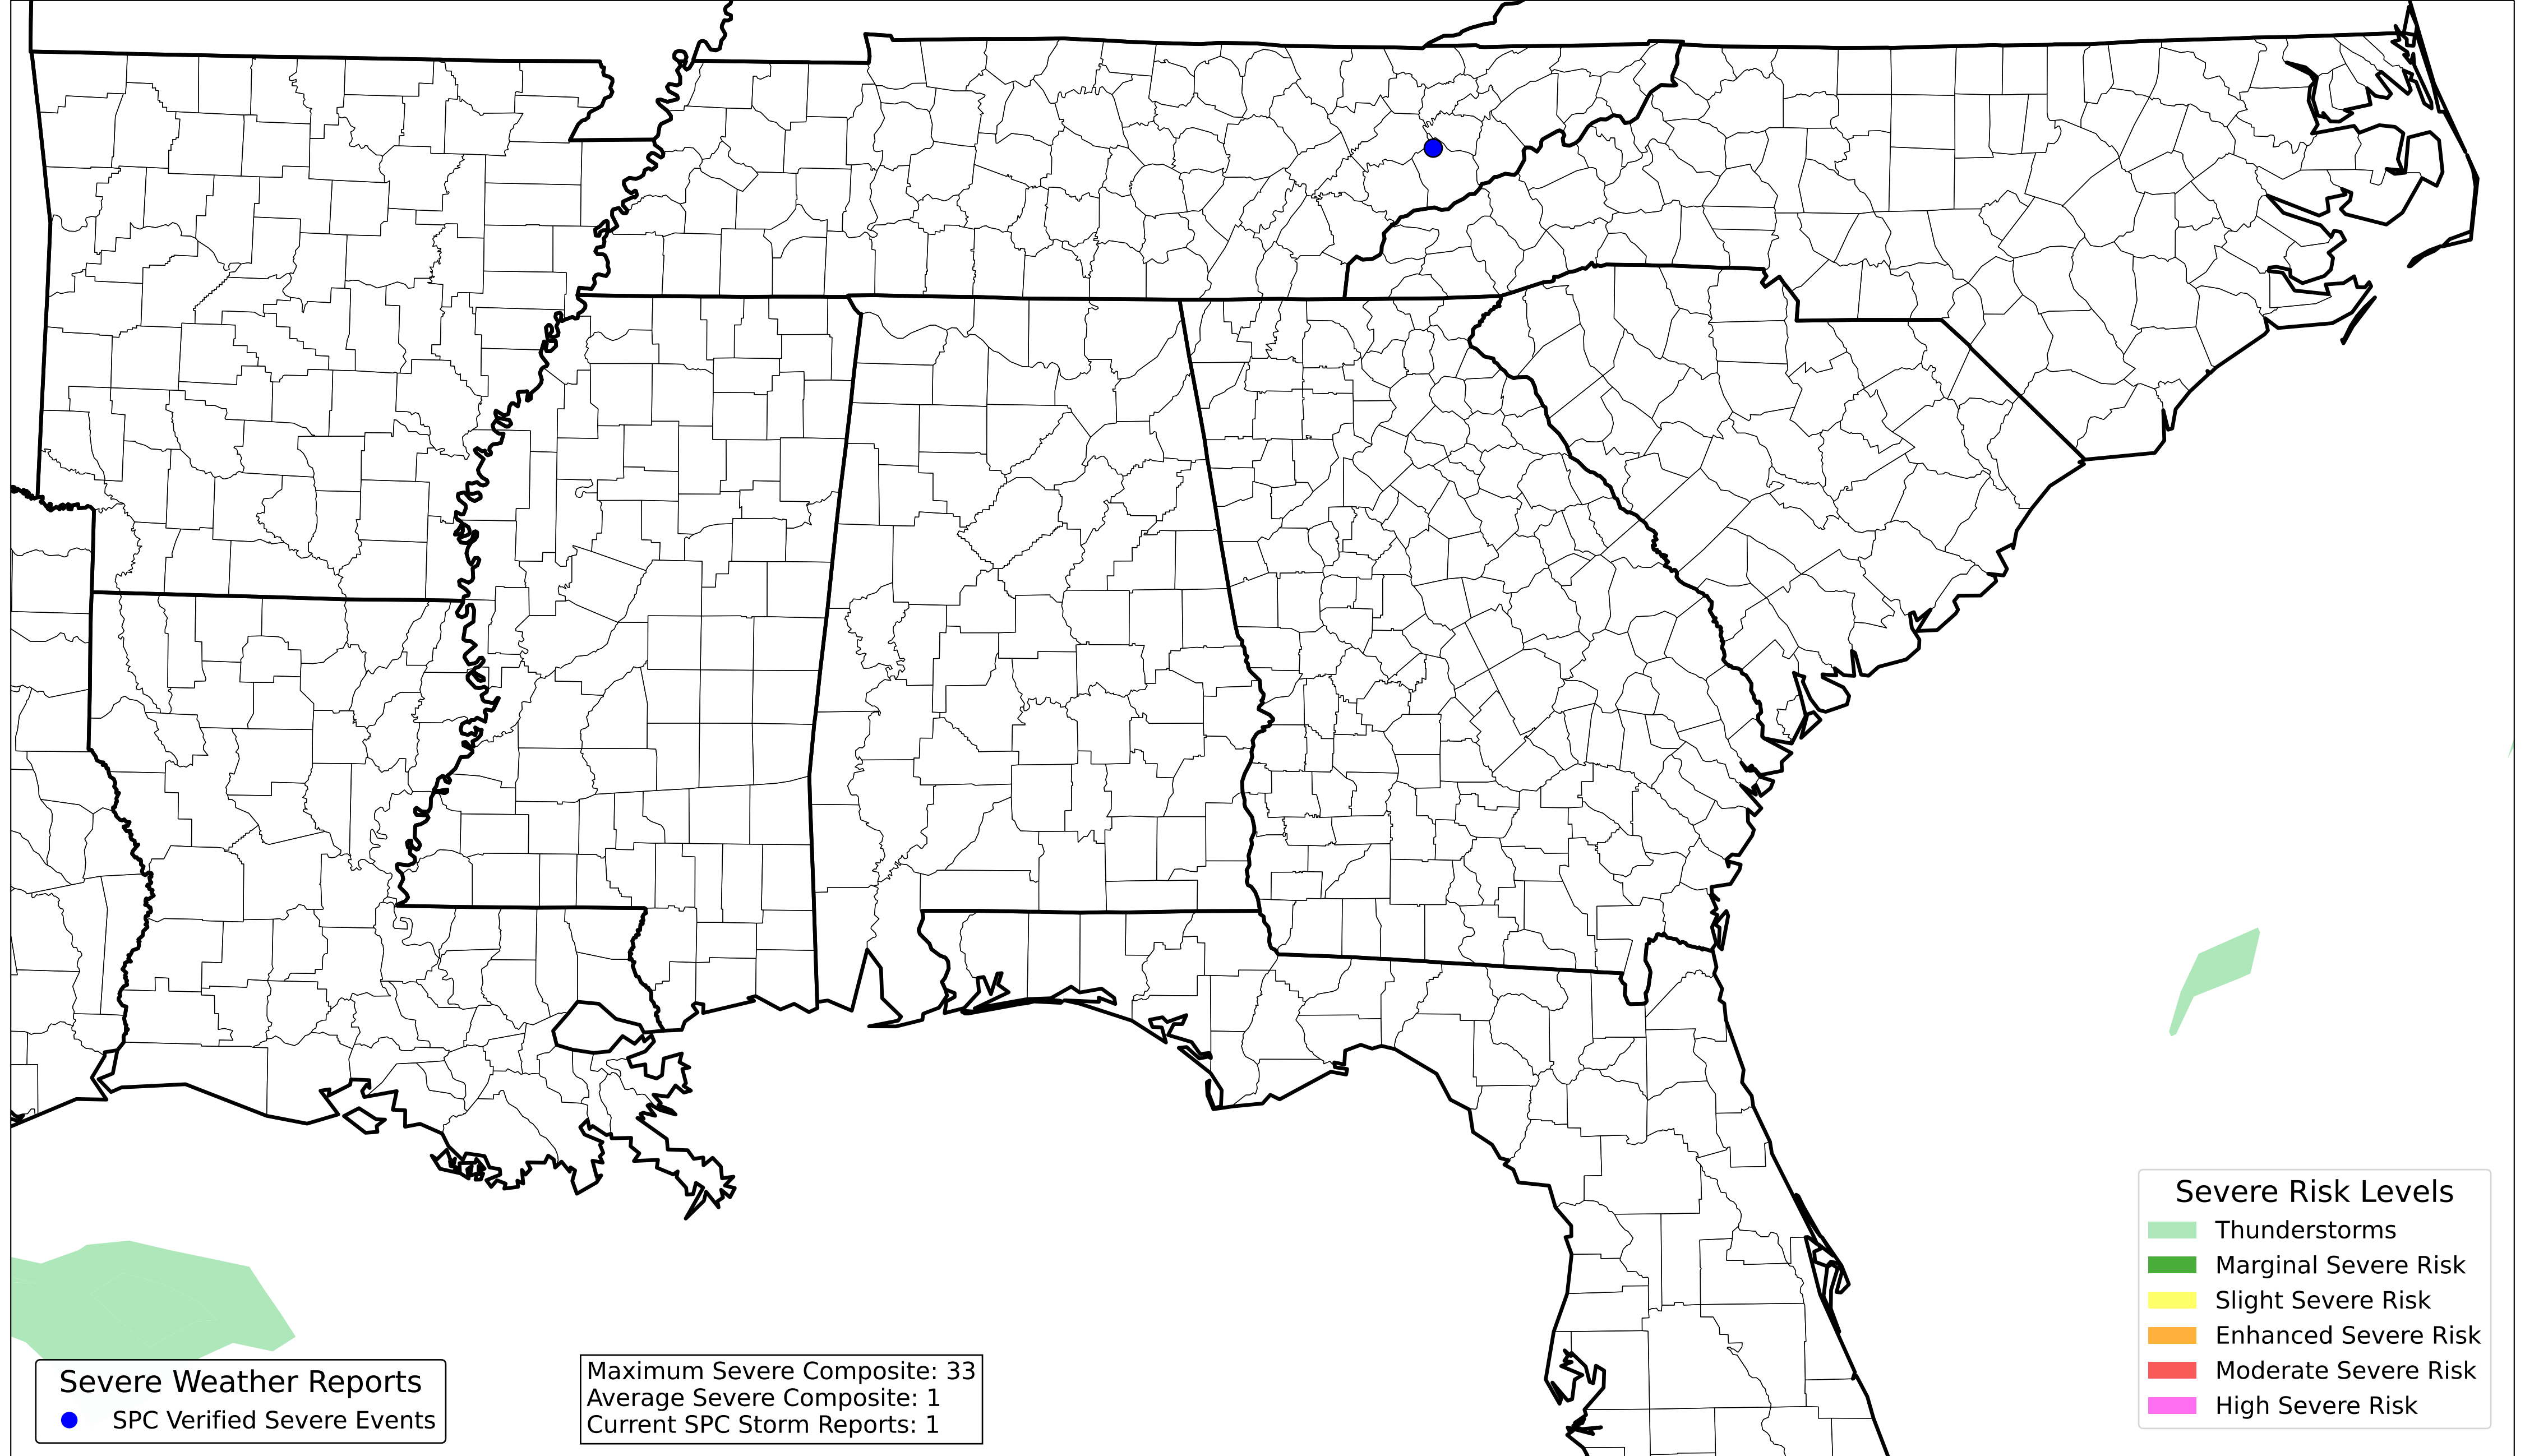 Severe Risk Levels
Thunderstorms
Marginal Severe Risk
Slight Severe Risk
Enhanced Severe Risk
Moderate Severe Risk
High Severe Risk
Severe Weather Reports
SPC Verified Severe Events
Maximum Severe Composite: 33
Average Severe Composite: 1
Current SPC Storm Reports: 1